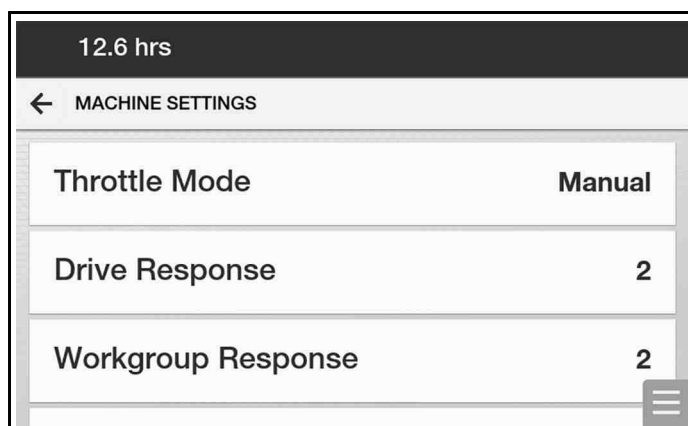 12.6 hrs
MACHINE SETTINGS
Throttle Mode Manual
Drive Response 2
Workgroup Response 2